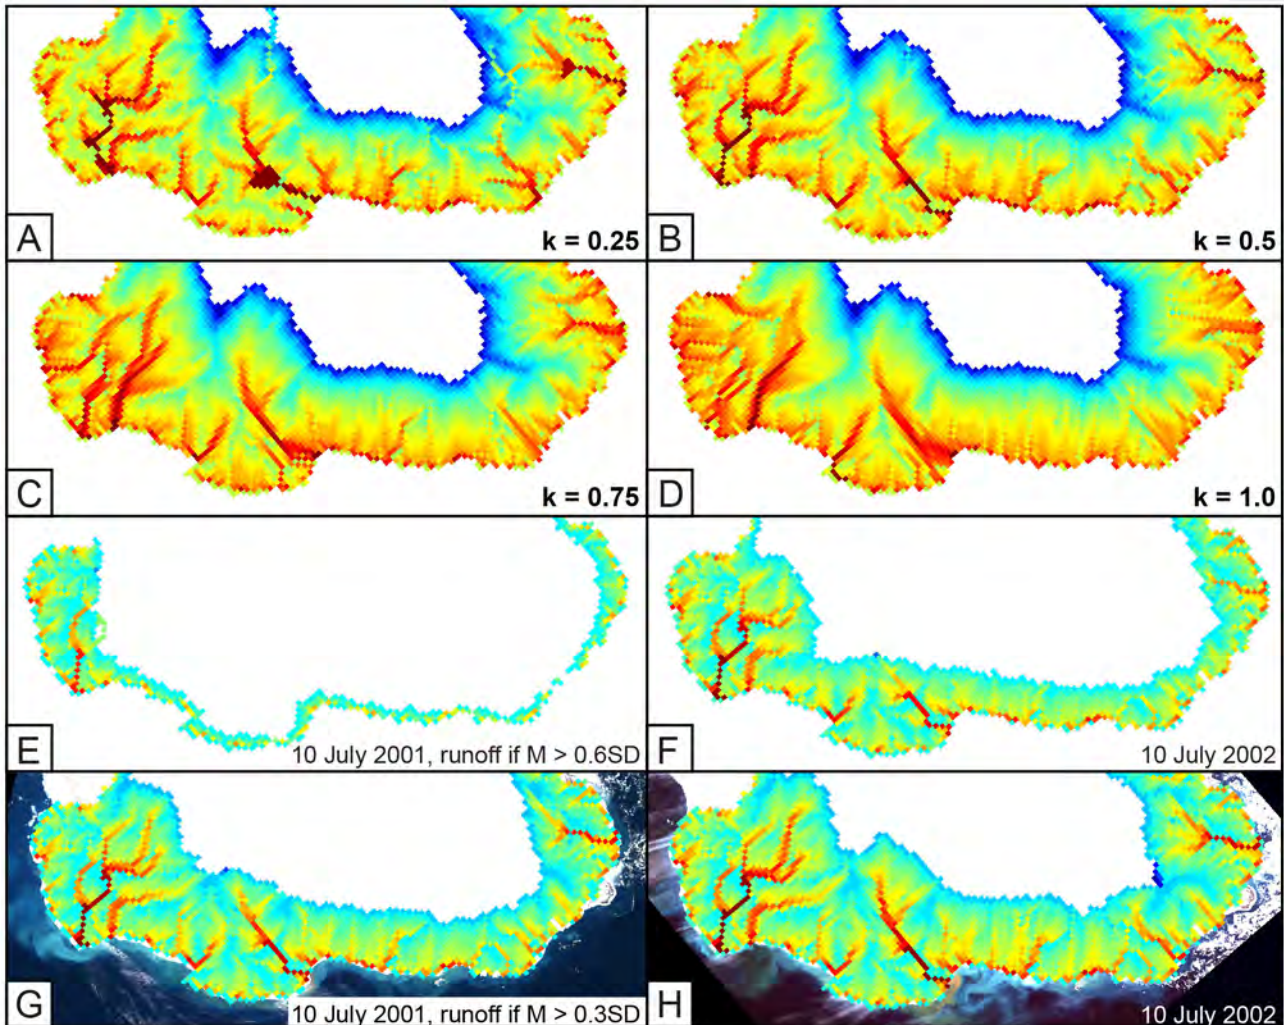 A
k = 0.25
B
k = 0.5
C
k = 0.75
D
k = 1.0
E
10 July 2001, runoff if M > 0.6SD
F
10 July 2002
G
10 July 2001, runoff if M > 0.3SD
H
10 July 2002